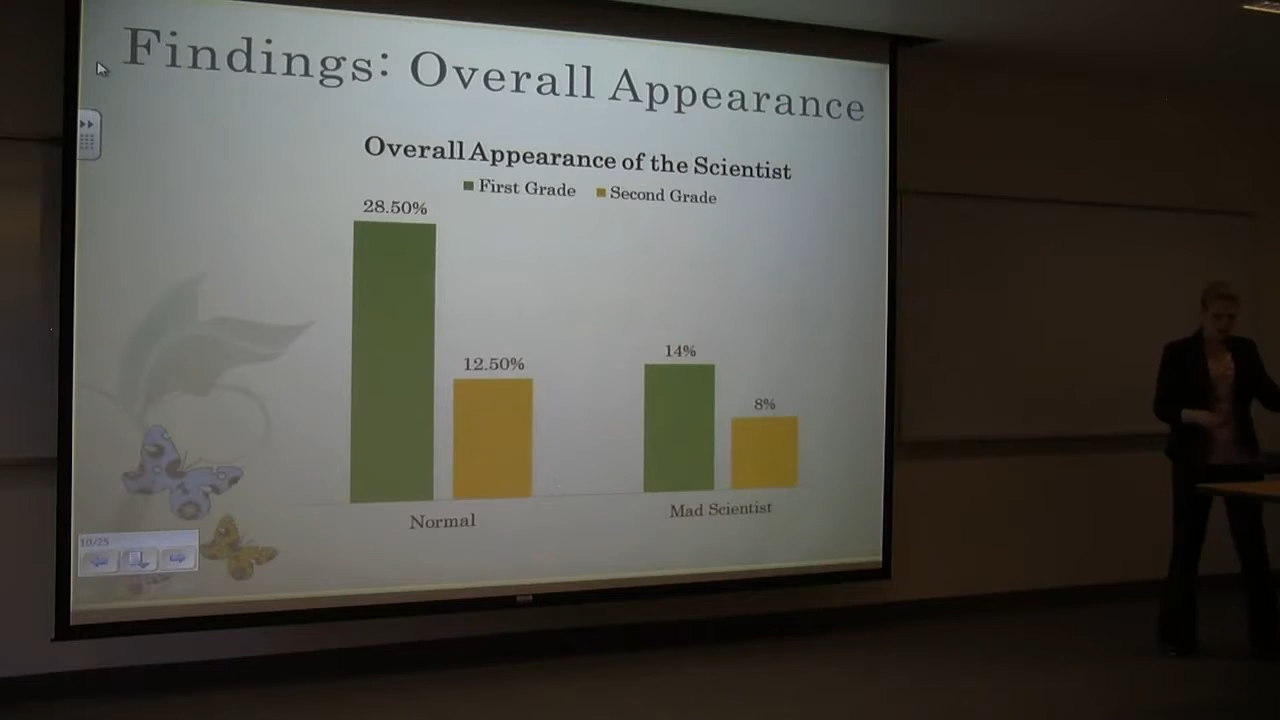 Findings: Overall Appearance
Overall Appearance of the Scientist
First Grade Second Grade
28.50%
12.50%
14%
8%
Normal
Mad Scientist
10/25